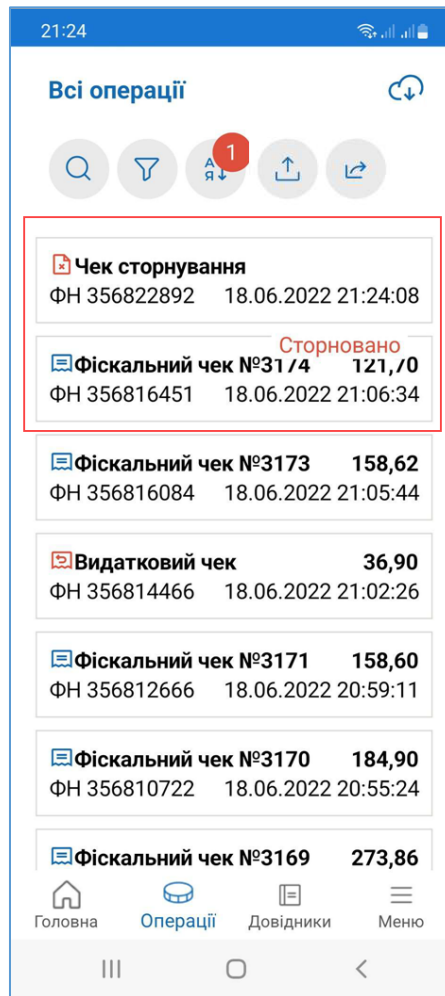 21:24
Всі операції
1
А
Я
Чек сторнування
ФН 356822892 18.06.2022 21:24:08
Сторновано
Фіскальний чек №3174 121,70
ФН 356816451 18.06.2022 21:06:34
Фіскальний чек №3173 158,62
ФН 356816084 18.06.2022 21:05:44
Видатковий чек 36,90
ФН 356814466 18.06.2022 21:02:26
Фіскальний чек №3171 158,60
ФН 356812666 18.06.2022 20:59:11
Фіскальний чек №3170 184,90
ФН 356810722 18.06.2022 20:55:24
Фіскальний чек №3169 273,86
Головна Операції Довідники Меню